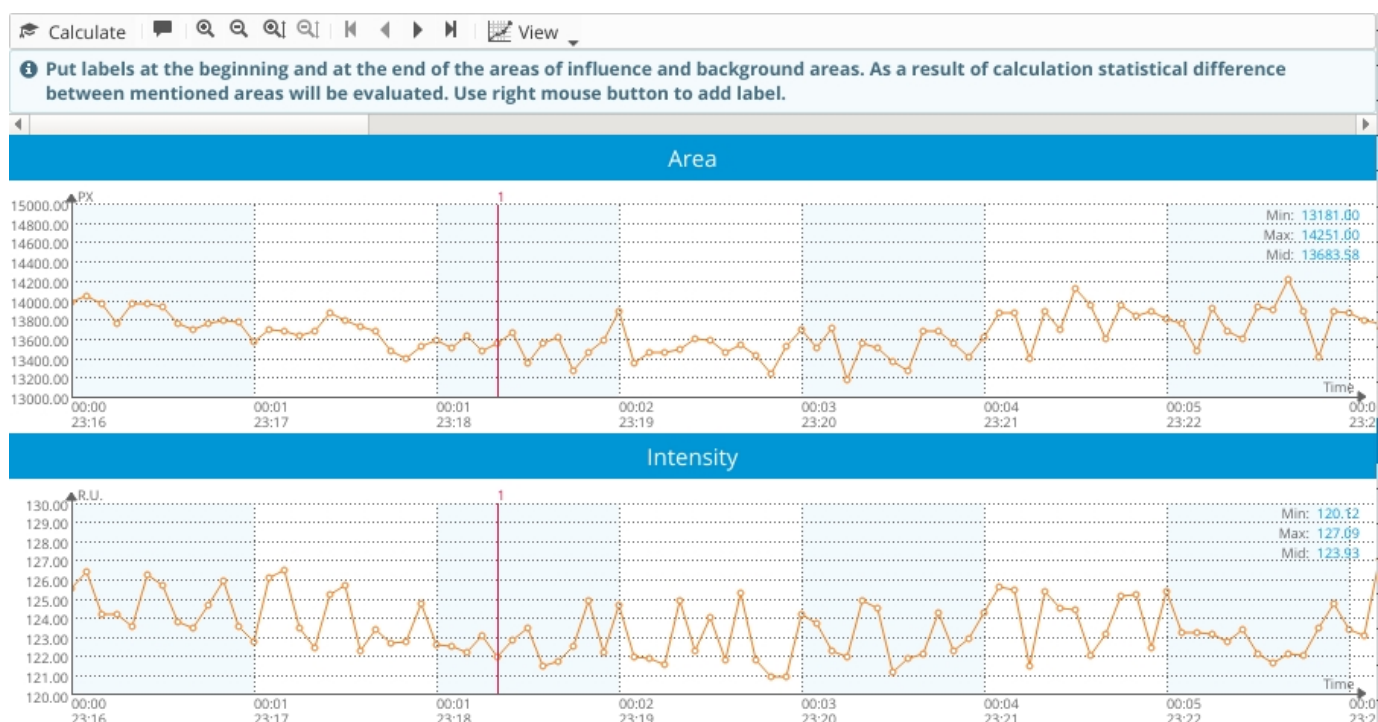 Calculate View
Put labels at the beginning and at the end of the areas of influence and background areas. As a result of calculation statistical difference
between mentioned areas will be evaluated. Use right mouse button to add label.
Area
PX
1
15000.00
14800.00
14600.00
14400.00
14200.00
14000.00
13800.00
13600.00
13400.00
13200.00
13000.00
Min: 13181.00
Max: 14251.00
Mid: 13683.58
Time
00:00 00:01 00:01 00:02 00:03 00:04 00:05 00:0
23:16 23:17 23:18 23:19 23:20 23:21 23:22 23:2
Intensity
R.U.
1
130.00
129.00
128.00
127.00
126.00
125.00
124.00
123.00
122.00
121.00
120.00
Min: 120.12
Max: 127.09
Mid: 123.93
Time
00:00 00:01 00:01 00:02 00:03 00:04 00:05 00:0
23:16 23:17 23:18 23:19 23:20 23:21 23:22 23:2